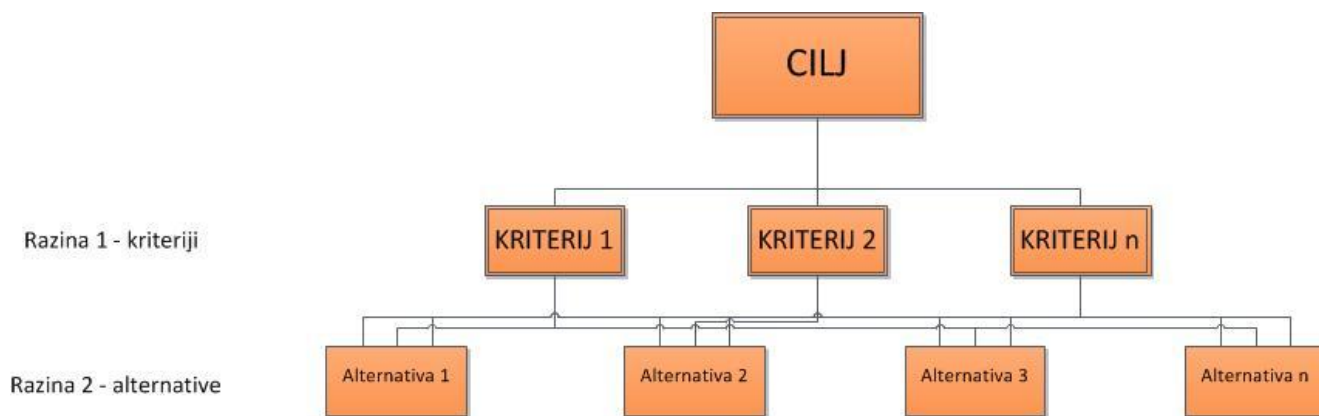 CILJ
Razina 1 - kriteriji
KRITERIJ 1
KRITERIJ 2
KRITERIJ n
Razina 2 - alternative
Alternativa 1
Alternativa 2
Alternativa 3
Alternativa n